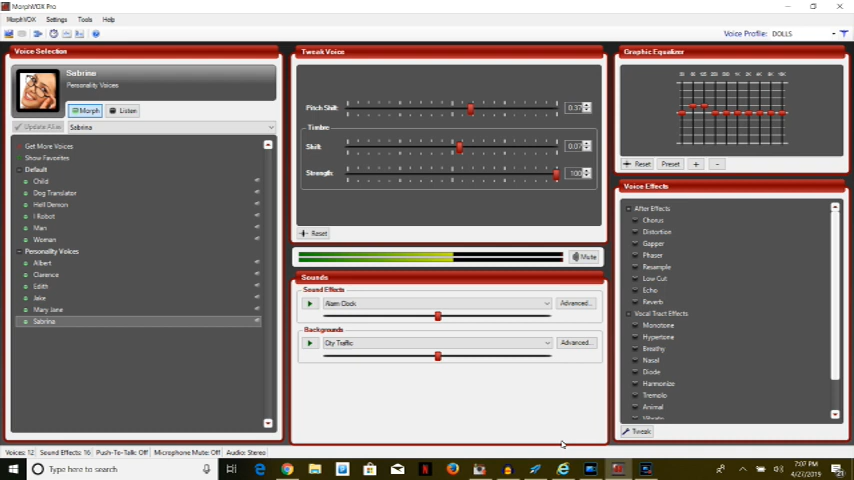 MorphVOX Pro
MorphVOX Settings Tools Help
Voice Profile: DOLLS
Voice Selection
Sabrina
Personality Voices
Morph Listen
Update Alias Sabrina
Get More Voices
Show Favorites
Default
Child
Dog Translator
Hell Demon
I Robot
Man
Woman
Personality Voices
Albert
Clarence
Edith
Jake
Mary Jane
Sabrina
Tweak Voice
Pitch Shift: 0.37
Timbre
Shift: 0.07
Strength: 100
Reset
Mute
Sounds
Sound Effects
Alarm Clock Advanced...
Backgrounds
City Traffic Advanced...
Graphic Equalizer
Reset Preset + -
Voice Effects
After Effects
Chorus
Distortion
Gapper
Phaser
Resample
Low Cut
Echo
Reverb
Vocal Tract Effects
Monotone
Hypertone
Breathy
Nasal
Diode
Harmonize
Tremolo
Animal
Vibrato
Tweak
Voices: 12 Sound Effects: 16 Push-To-Talk: Off Microphone Mute: Off Audio: Stereo
Type here to search
7:07 PM
4/27/2019
21